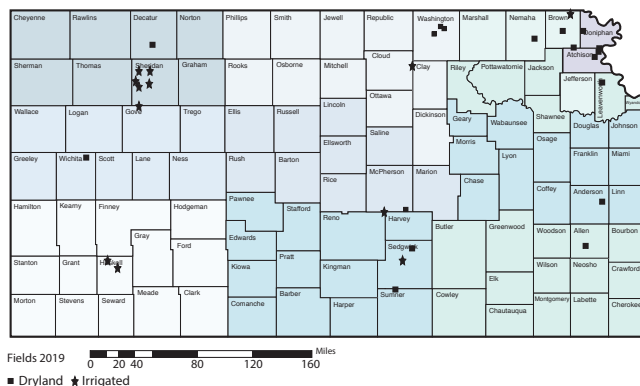 Cheyenne Rawlins Decatur Norton Phillips Smith Jewell Republic Washington Marshall Nemaha Brown Doniphan
Atchison
Cloud
Sherman Thomas Sheridan Graham Rooks Osborne Mitchell Clay Riley Pottawatomie Jackson
Jefferson Leavenworth
Ottawa
Lincoln
Wallace Logan Gove Trego Ellis Russell Dickinson Shawnee
Geary Wabaunsee Douglas Johnson
Saline
Ellsworth Morris Osage
Greeley Wichita Scott Lane Ness Rush Barton Lyon Franklin Miami
McPherson Marion
Rice Chase Coffey Anderson Linn
Pawnee
Hamilton Kearny Finney Hodgeman Stafford
Reno Harvey
Edwards Butler Greenwood Woodson Allen Bourbon
Gray
Ford Sedgwick
Pratt
Stanton Grant Haskell Kiowa Kingman Wilson Neosho Crawford
Elk
Meade Clark Barber Sumner Cowley
Morton Stevens Seward Comanche Harper Chautauqua Montgomery Labette Cherokee
Fields 2019
Miles
0 10 20 40 80 120 160
Dryland Irrigated